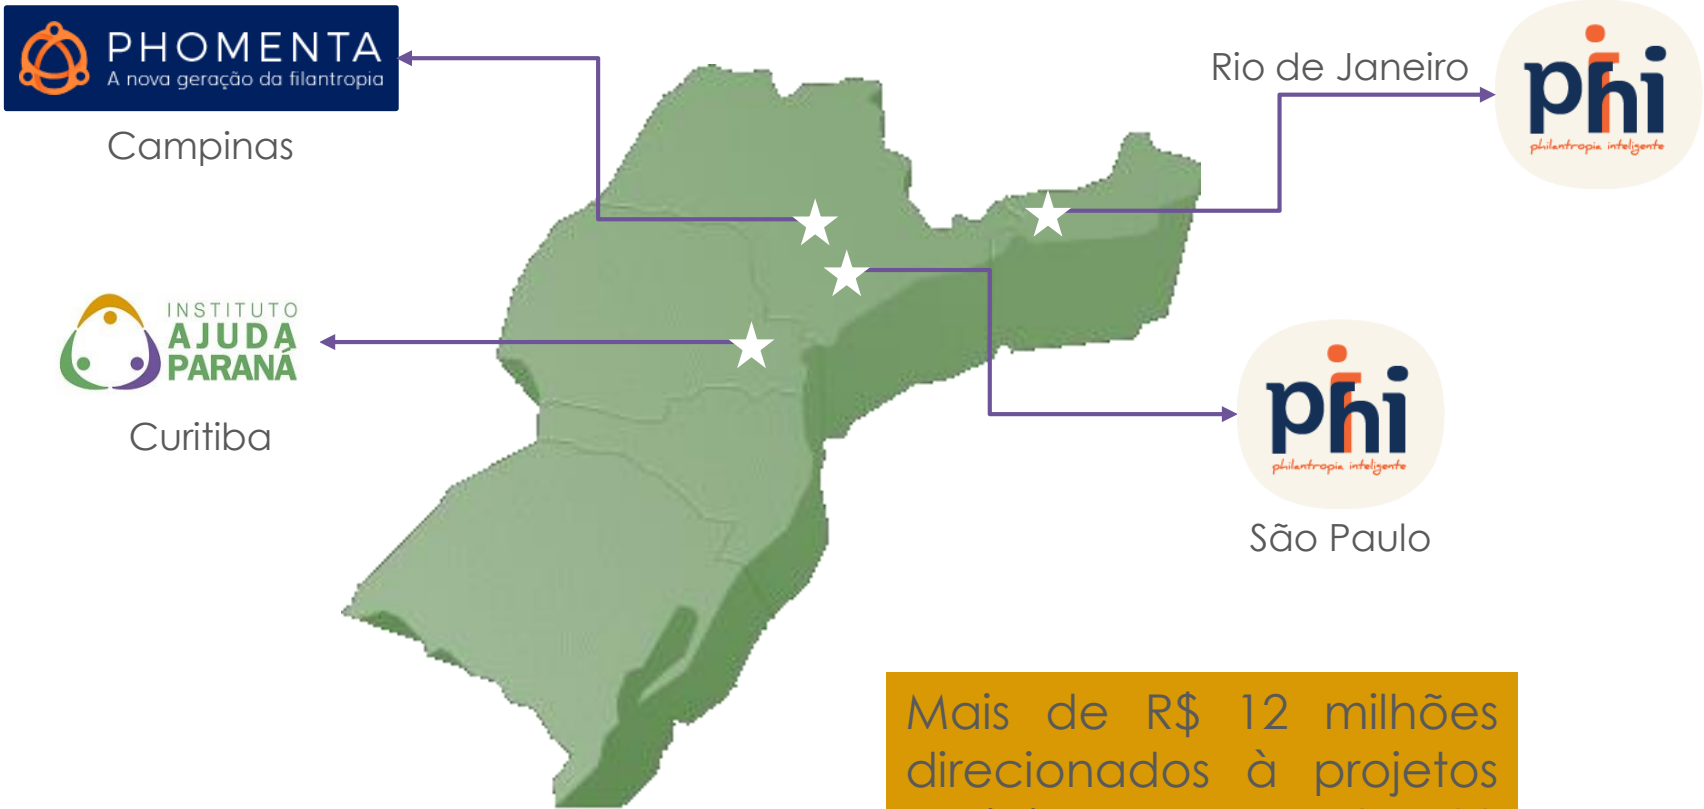 PHOMENTA
A nova geração da filantropia
Campinas
Rio de Janeiro
phi
philantropia inteligente
INSTITUTO
AJUDA
PARANÁ
Curitiba
phi
philantropia inteligente
São Paulo
Mais de R$ 12 milhões
direcionados à projetos